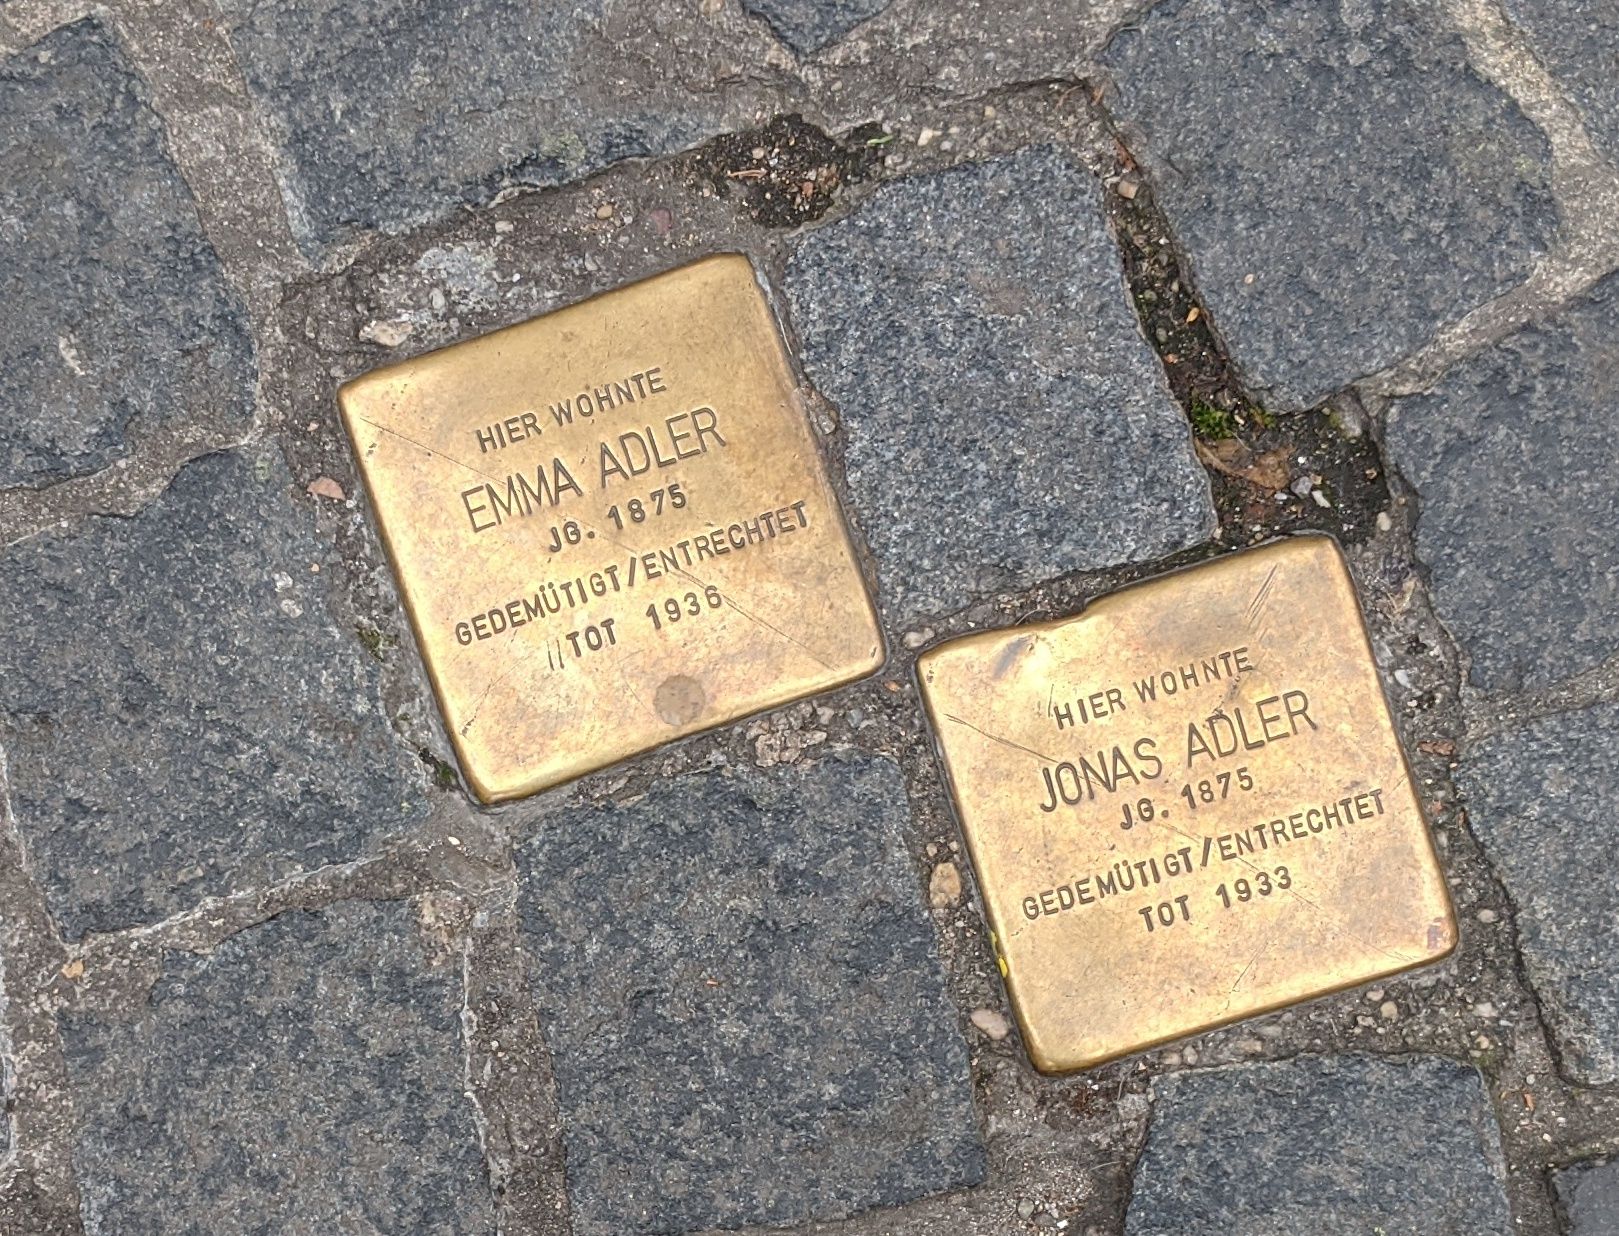 HIER WOHNTE
EMMA ADLER
JG. 1875
GEDEMÜTIGT/ENTRECHTET
TOT 1936
HIER WOHNTE
JONAS ADLER
JG. 1875
GEDEMÜTIGT/ENTRECHTET
TOT 1933